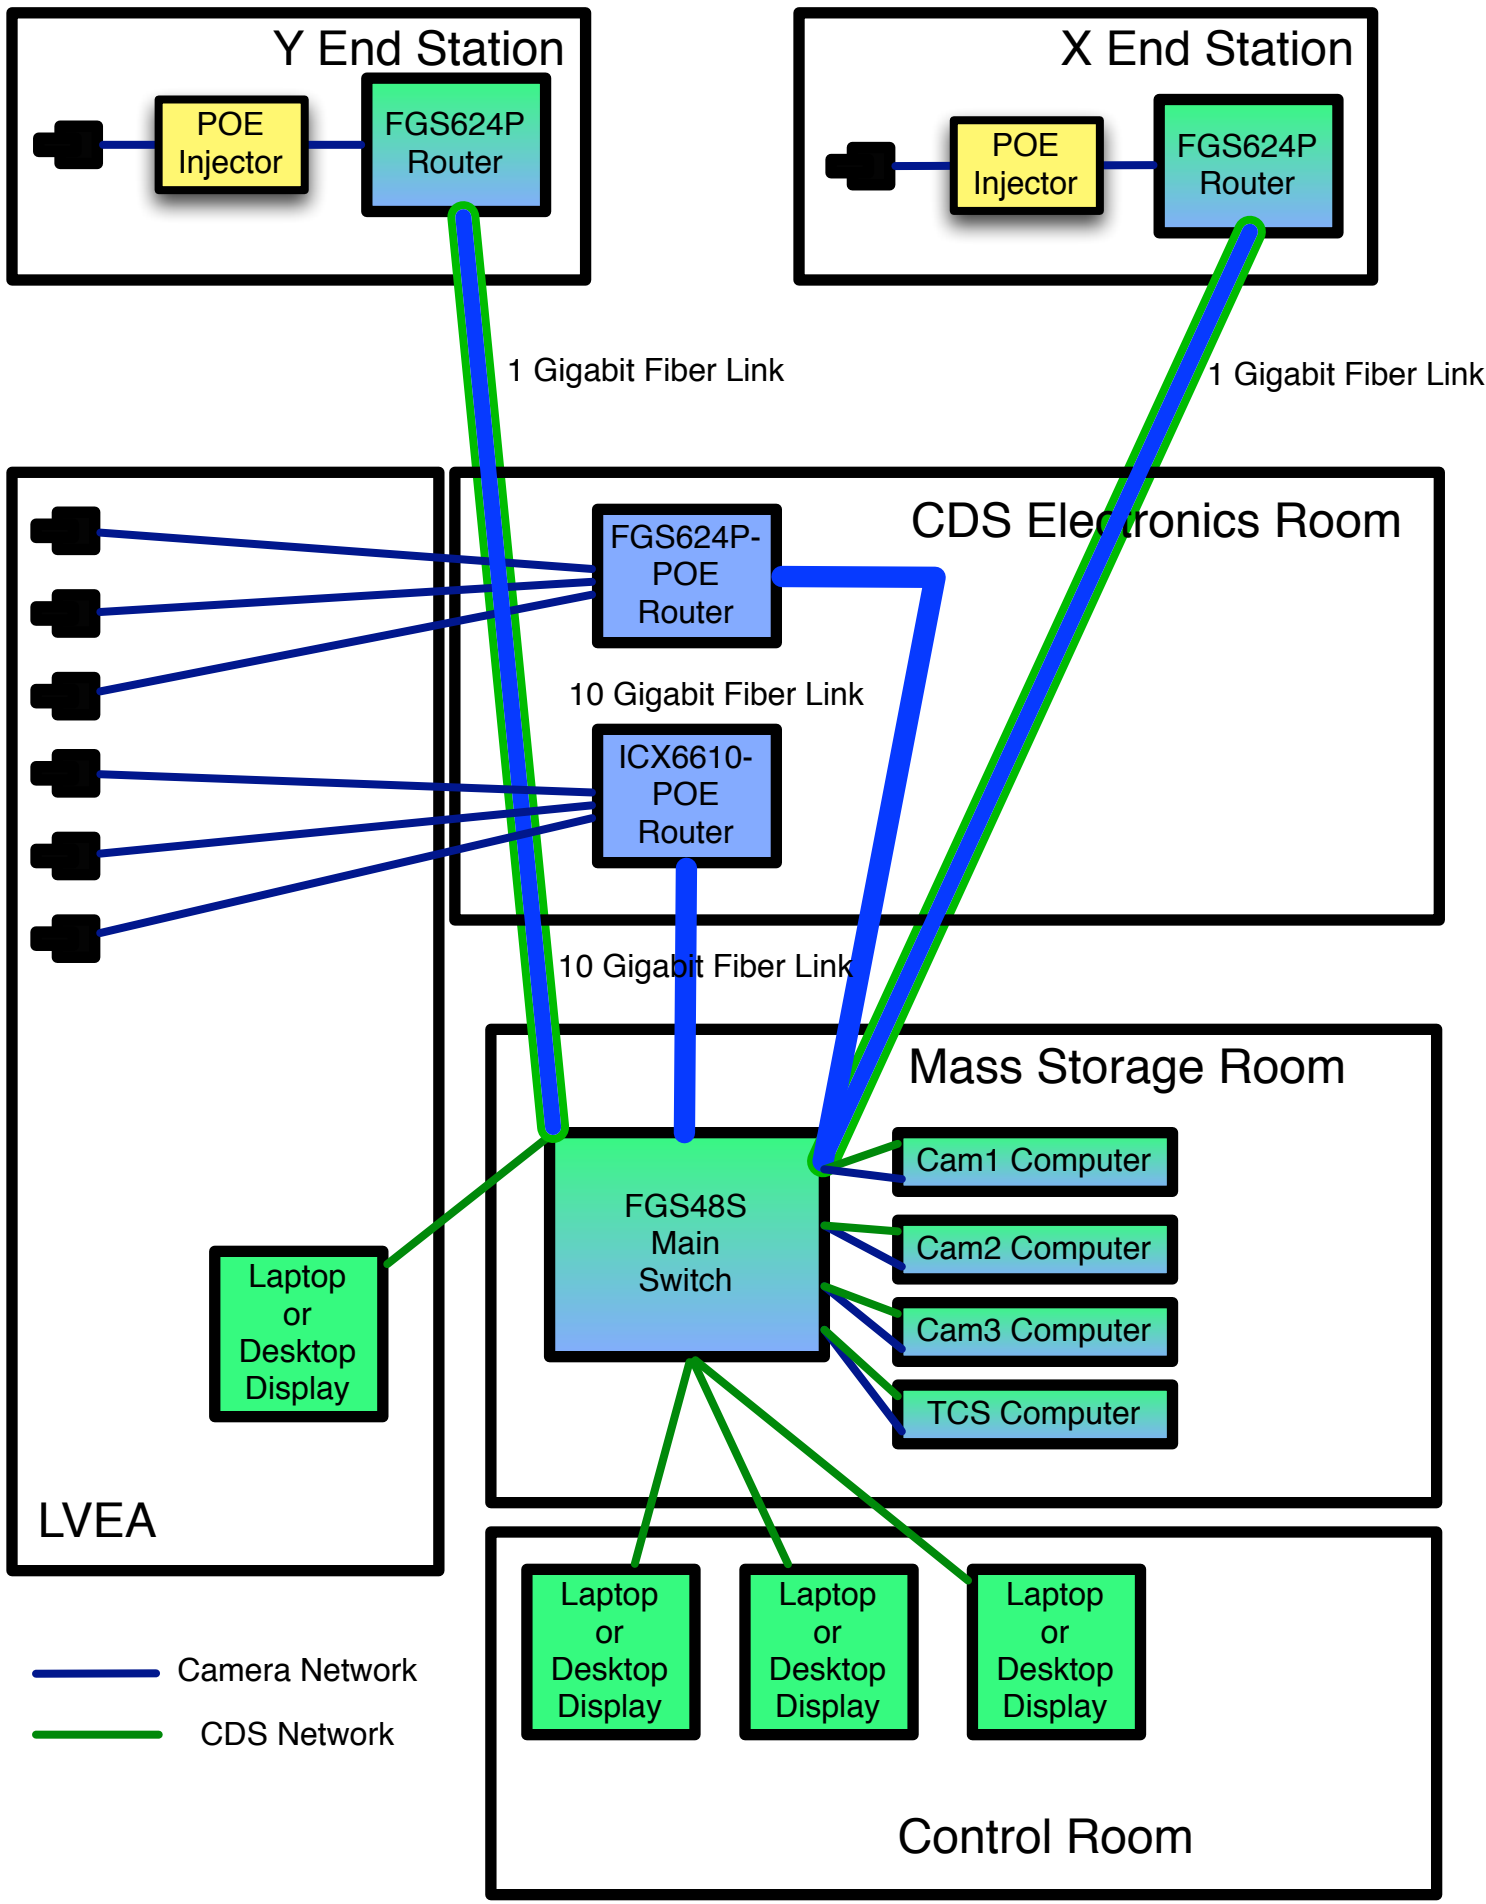 Y End Station
POE
Injector
FGS624P
Router
X End Station
POE
Injector
FGS624P
Router
1 Gigabit Fiber Link
1 Gigabit Fiber Link
CDS Electronics Room
FGS624P-
POE
Router
10 Gigabit Fiber Link
ICX6610-
POE
Router
10 Gigabit Fiber Link
Mass Storage Room
FGS48S
Main
Switch
Cam1 Computer
Cam2 Computer
Cam3 Computer
TCS Computer
Laptop
or
Desktop
Display
LVEA
Laptop
or
Desktop
Display
Laptop
or
Desktop
Display
Laptop
or
Desktop
Display
Camera Network
CDS Network
Control Room